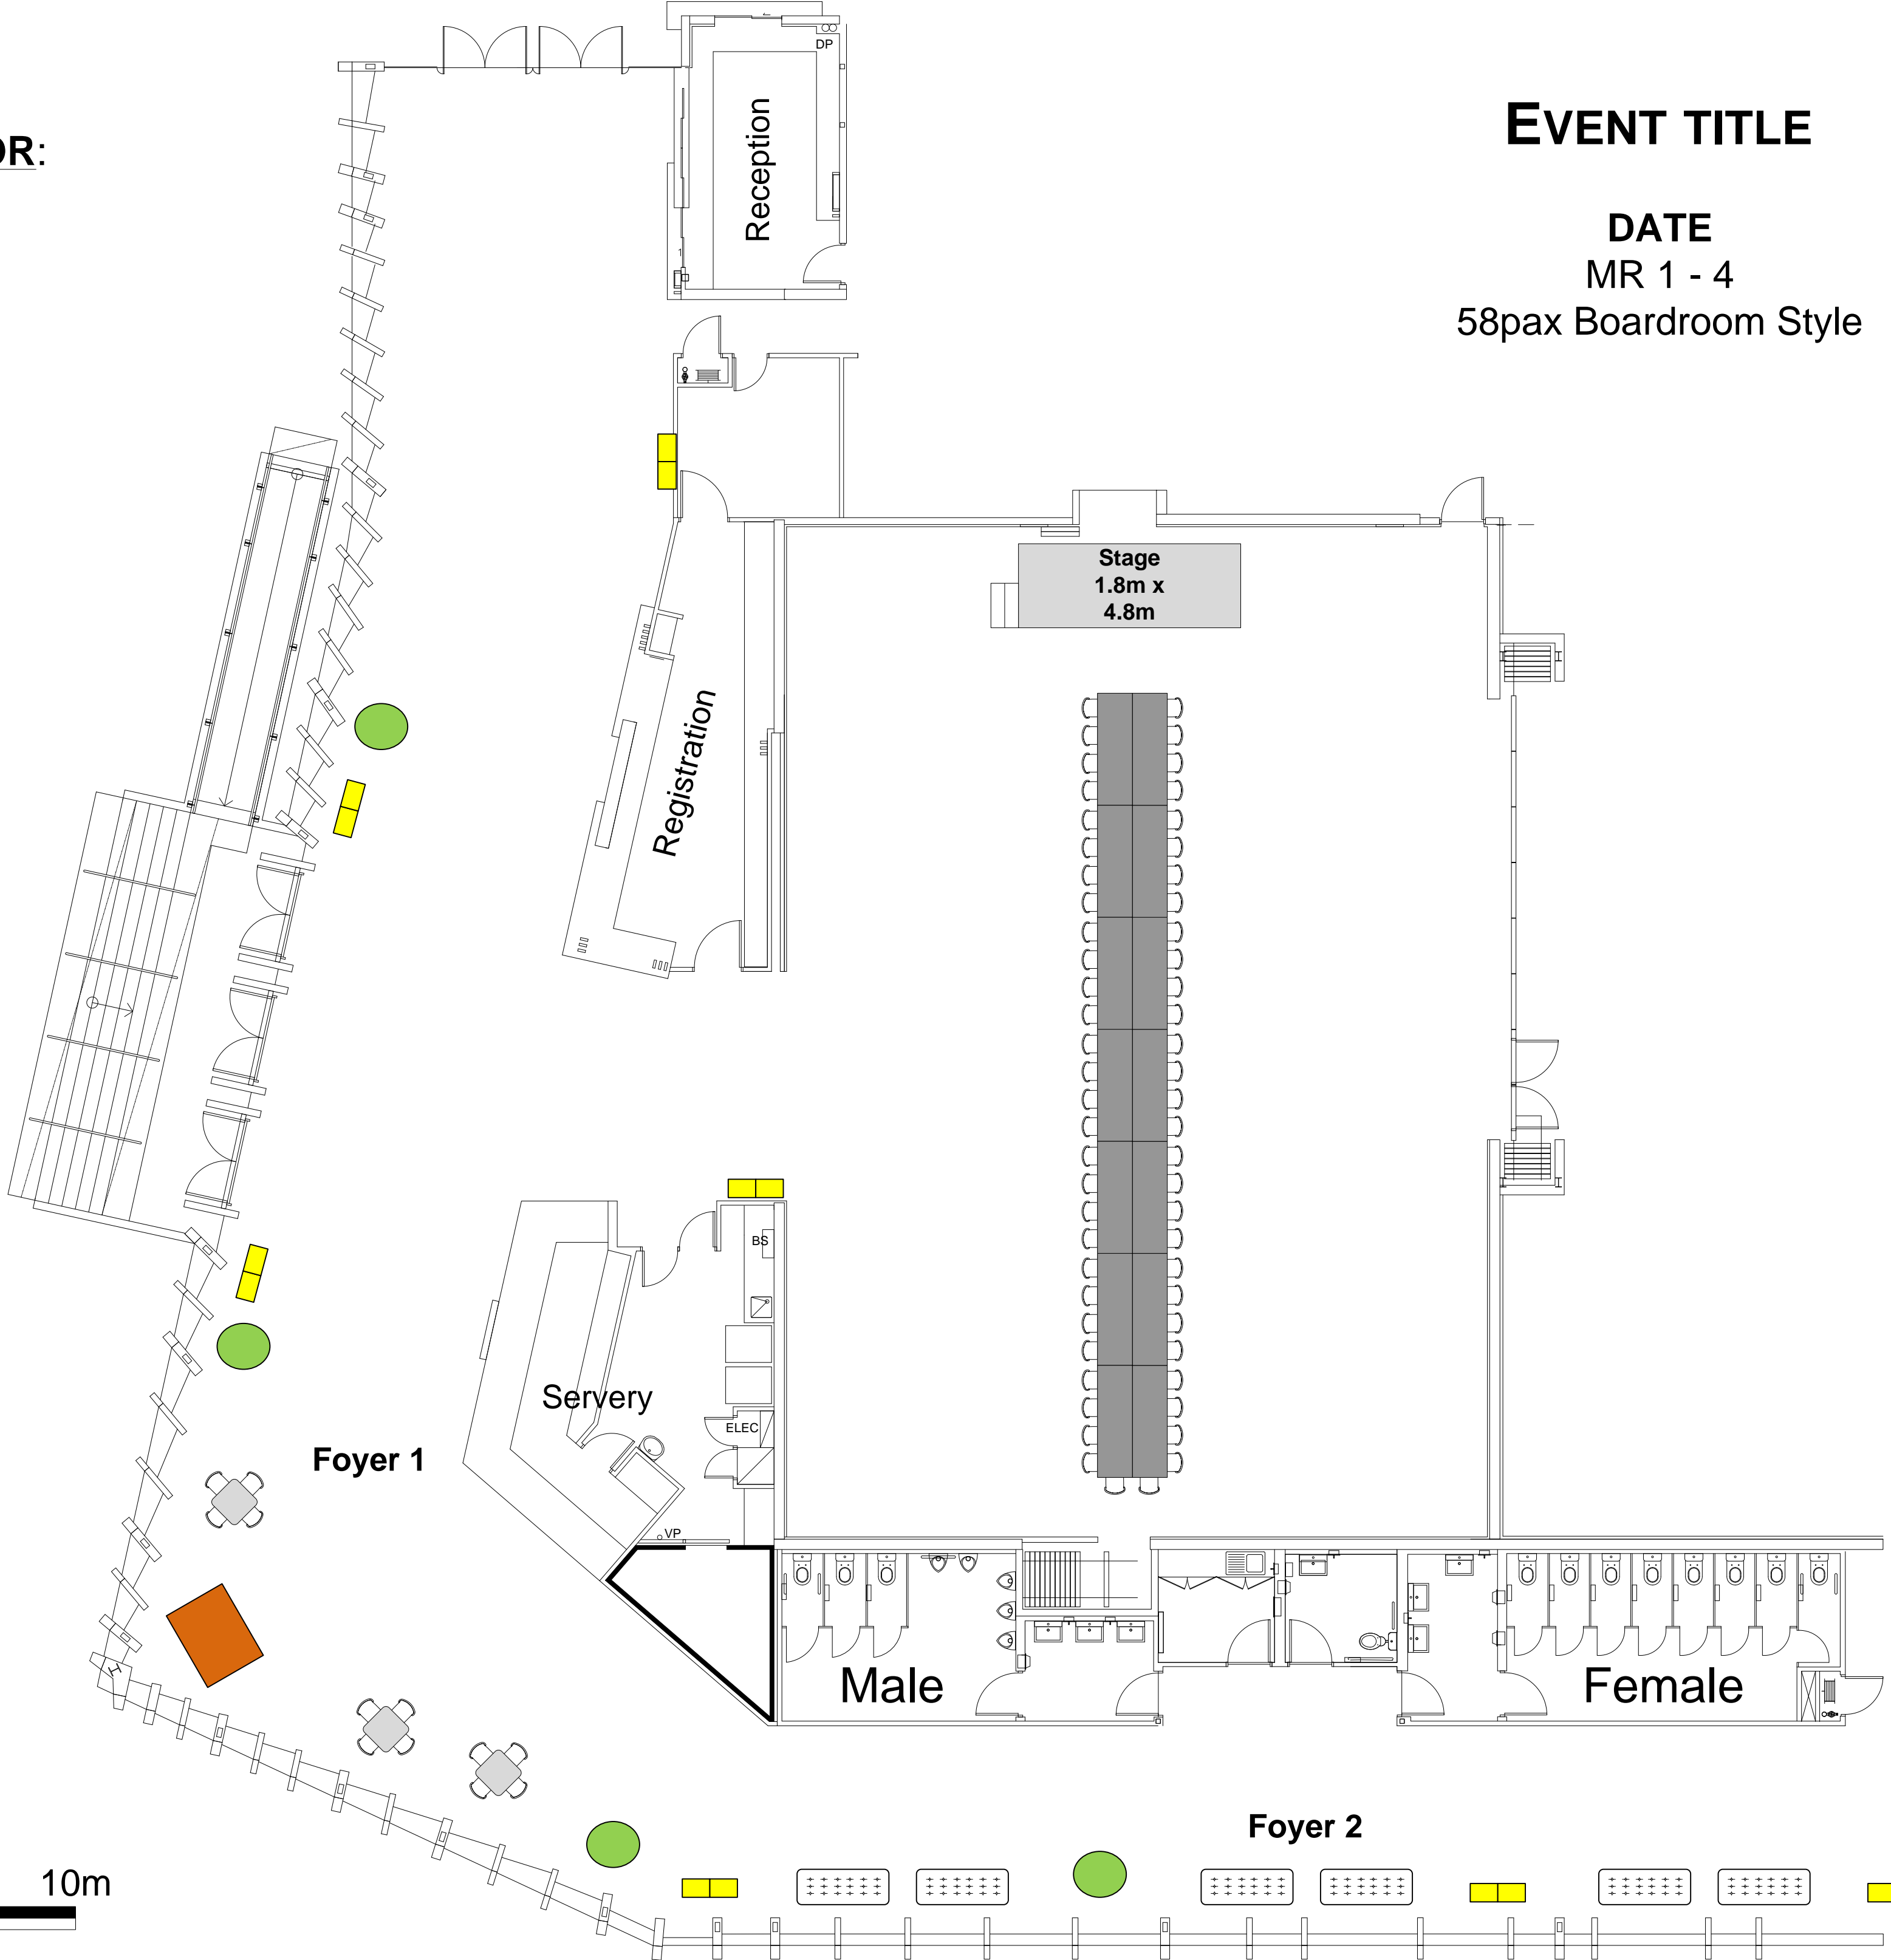 OR:
EVENT TITLE
DATE
MR 1 - 4
58pax Boardroom Style
DP
Reception
Stage
1.8m x
4.8m
Registration
BS
Servery
ELEC
Foyer 1
VP
Male
Female
Foyer 2
10m